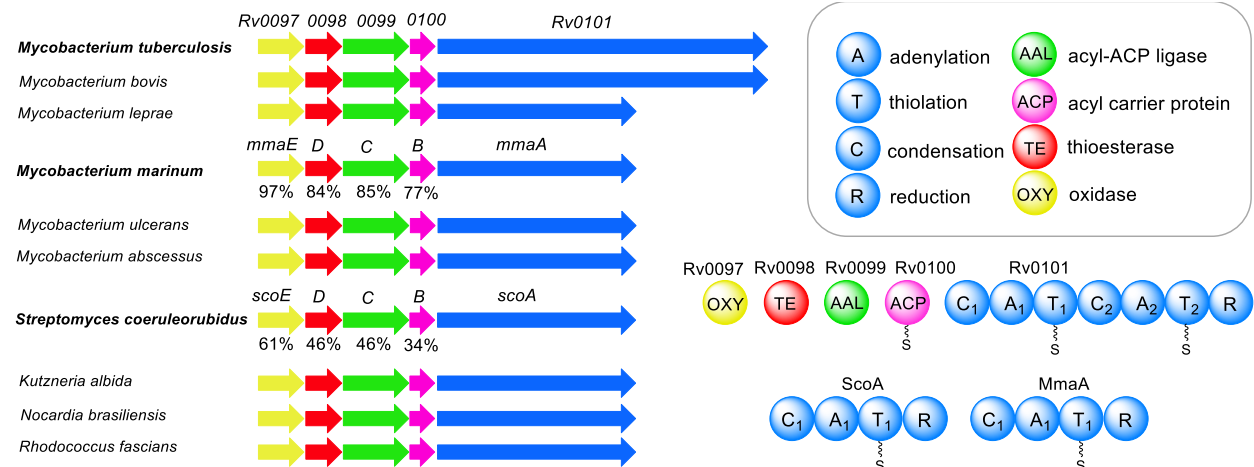 Rv0097 0098 0099 0100 Rv0101
Mycobacterium tuberculosis
Mycobacterium bovis
Mycobacterium leprae
mmaE D C B mmaA
Mycobacterium marinum
97% 84% 85% 77%
Mycobacterium ulcerans
Mycobacterium abscessus
scoE D C B scoA
Streptomyces coeruleorubidus
61% 46% 46% 34%
Kutzneria albida
Nocardia brasiliensis
Rhodococcus fascians
A adenylation AAL acyl-ACP ligase
T thiolation ACP acyl carrier protein
C condensation TE thioesterase
R reduction OXY oxidase
Rv0097 Rv0098 Rv0099 Rv0100 Rv0101
OXY TE AAL ACP C1 A1 T1 C2 A2 T2 R
S S S
ScoA MmaA
C1 A1 T1 R C1 A1 T1 R
S S